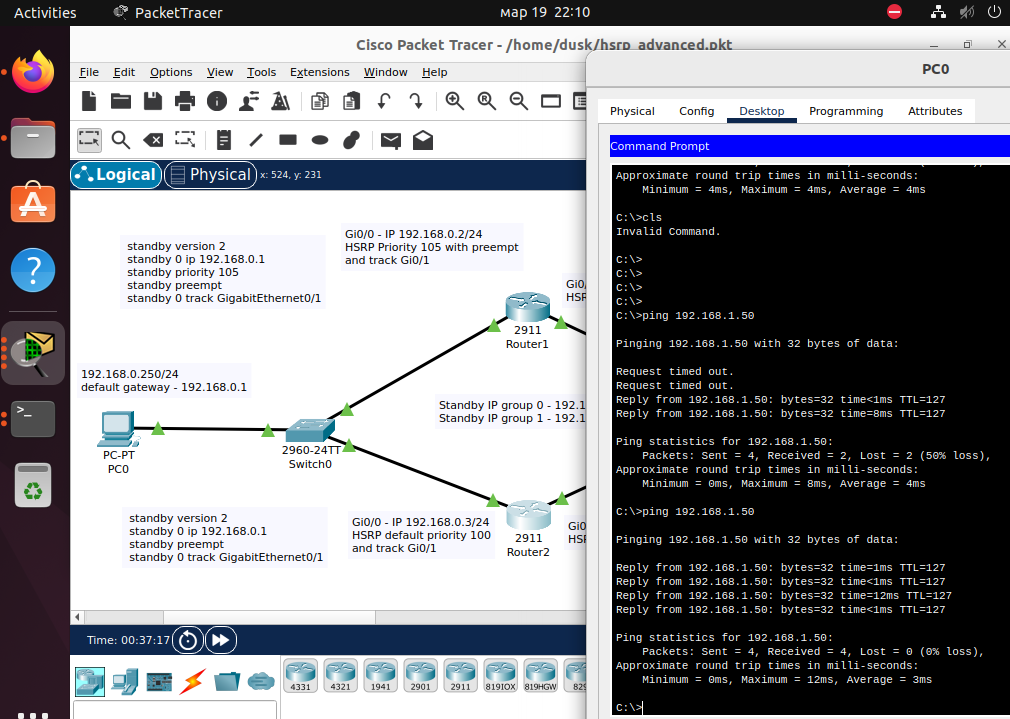 Activities
PacketTracer
мар 19 22:10
Cisco Packet Tracer - /home/dusk/hsrp_advanced.pkt
File Edit Options View Tools Extensions Window Help
Logical
Physical
x: 524, y: 231
standby version 2
standby 0 ip 192.168.0.1
standby priority 105
standby preempt
standby 0 track GigabitEthernet0/1
Gi0/0 - IP 192.168.0.2/24
HSRP Priority 105 with preempt
and track Gi0/1
Gi0/
HSRP
2911
Router1
192.168.0.250/24
default gateway - 192.168.0.1
Standby IP group 0 - 192.1
Standby IP group 1 - 192.1
PC-PT
PC0
2960-24TT
Switch0
standby version 2
standby 0 ip 192.168.0.1
standby preempt
standby 0 track GigabitEthernet0/1
Gi0/0 - IP 192.168.0.3/24
HSRP default priority 100
and track Gi0/1
2911
Router2
Gi0
HSR
Time: 00:37:17
4331
4321
1941
2901
2911
819IOX
819HGW
829
PC0
Physical
Config
Desktop
Programming
Attributes
Command Prompt
Approximate round trip times in milli-seconds:
Minimum = 4ms, Maximum = 4ms, Average = 4ms
C:\>cls
Invalid Command.
C:\>
C:\>
C:\>
C:\>
C:\>ping 192.168.1.50
Pinging 192.168.1.50 with 32 bytes of data:
Request timed out.
Request timed out.
Reply from 192.168.1.50: bytes=32 time<1ms TTL=127
Reply from 192.168.1.50: bytes=32 time=8ms TTL=127
Ping statistics for 192.168.1.50:
Packets: Sent = 4, Received = 2, Lost = 2 (50% loss),
Approximate round trip times in milli-seconds:
Minimum = 0ms, Maximum = 8ms, Average = 4ms
C:\>ping 192.168.1.50
Pinging 192.168.1.50 with 32 bytes of data:
Reply from 192.168.1.50: bytes=32 time=1ms TTL=127
Reply from 192.168.1.50: bytes=32 time<1ms TTL=127
Reply from 192.168.1.50: bytes=32 time=12ms TTL=127
Reply from 192.168.1.50: bytes=32 time<1ms TTL=127
Ping statistics for 192.168.1.50:
Packets: Sent = 4, Received = 4, Lost = 0 (0% loss),
Approximate round trip times in milli-seconds:
Minimum = 0ms, Maximum = 12ms, Average = 3ms
C:\>